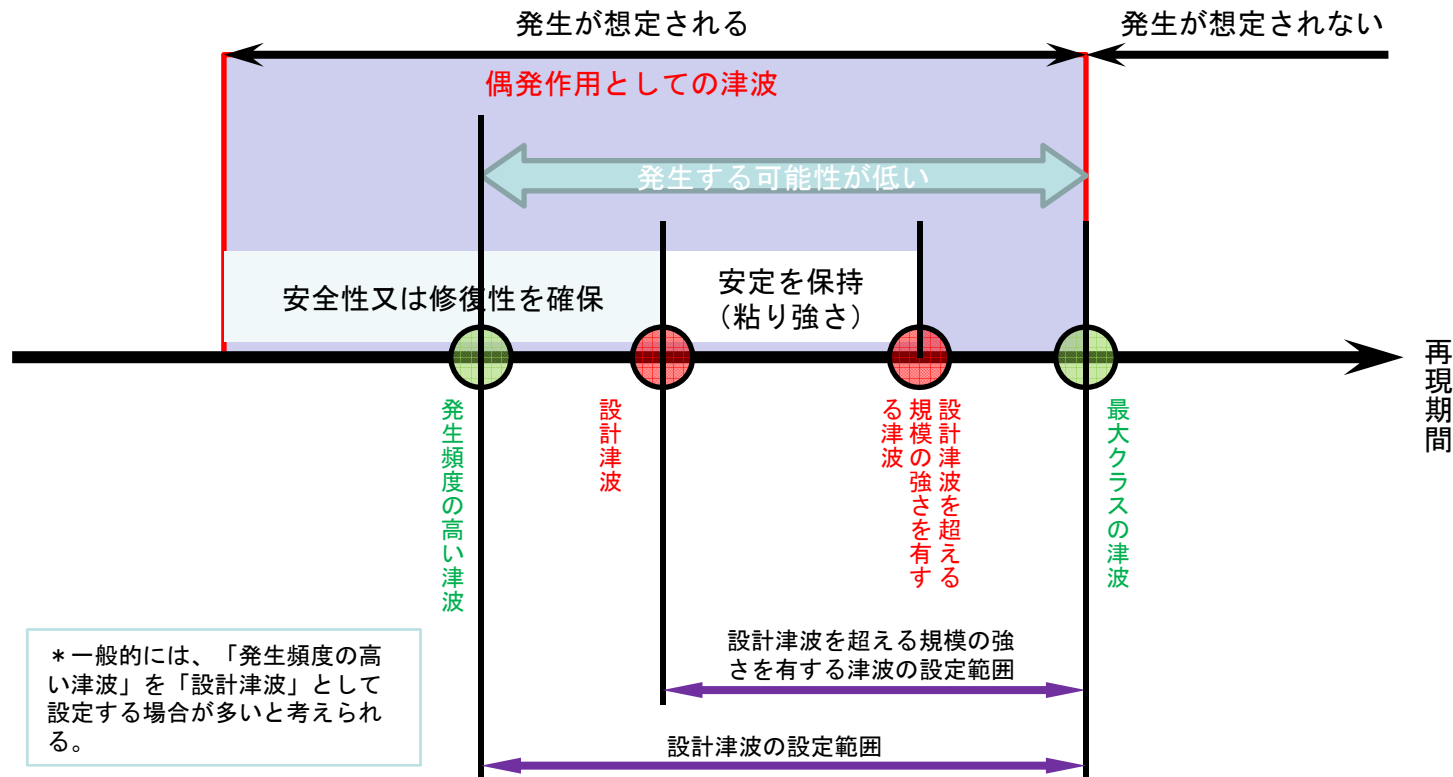 発生が想定される
発生が想定されない
偶発作用としての津波
発生する可能性が低い
安全性又は修復性を確保
安定を保持
（粘り強さ）
再現期間
発生頻度の高い津波
設計津波
設計津波を超える
規模の強さを有す
る津波
最大クラスの津波
＊一般的には、「発生頻度の高
い津波」を「設計津波」として
設定する場合が多いと考えられ
る。
設計津波を超える規模の強
さを有する津波の設定範囲
設計津波の設定範囲